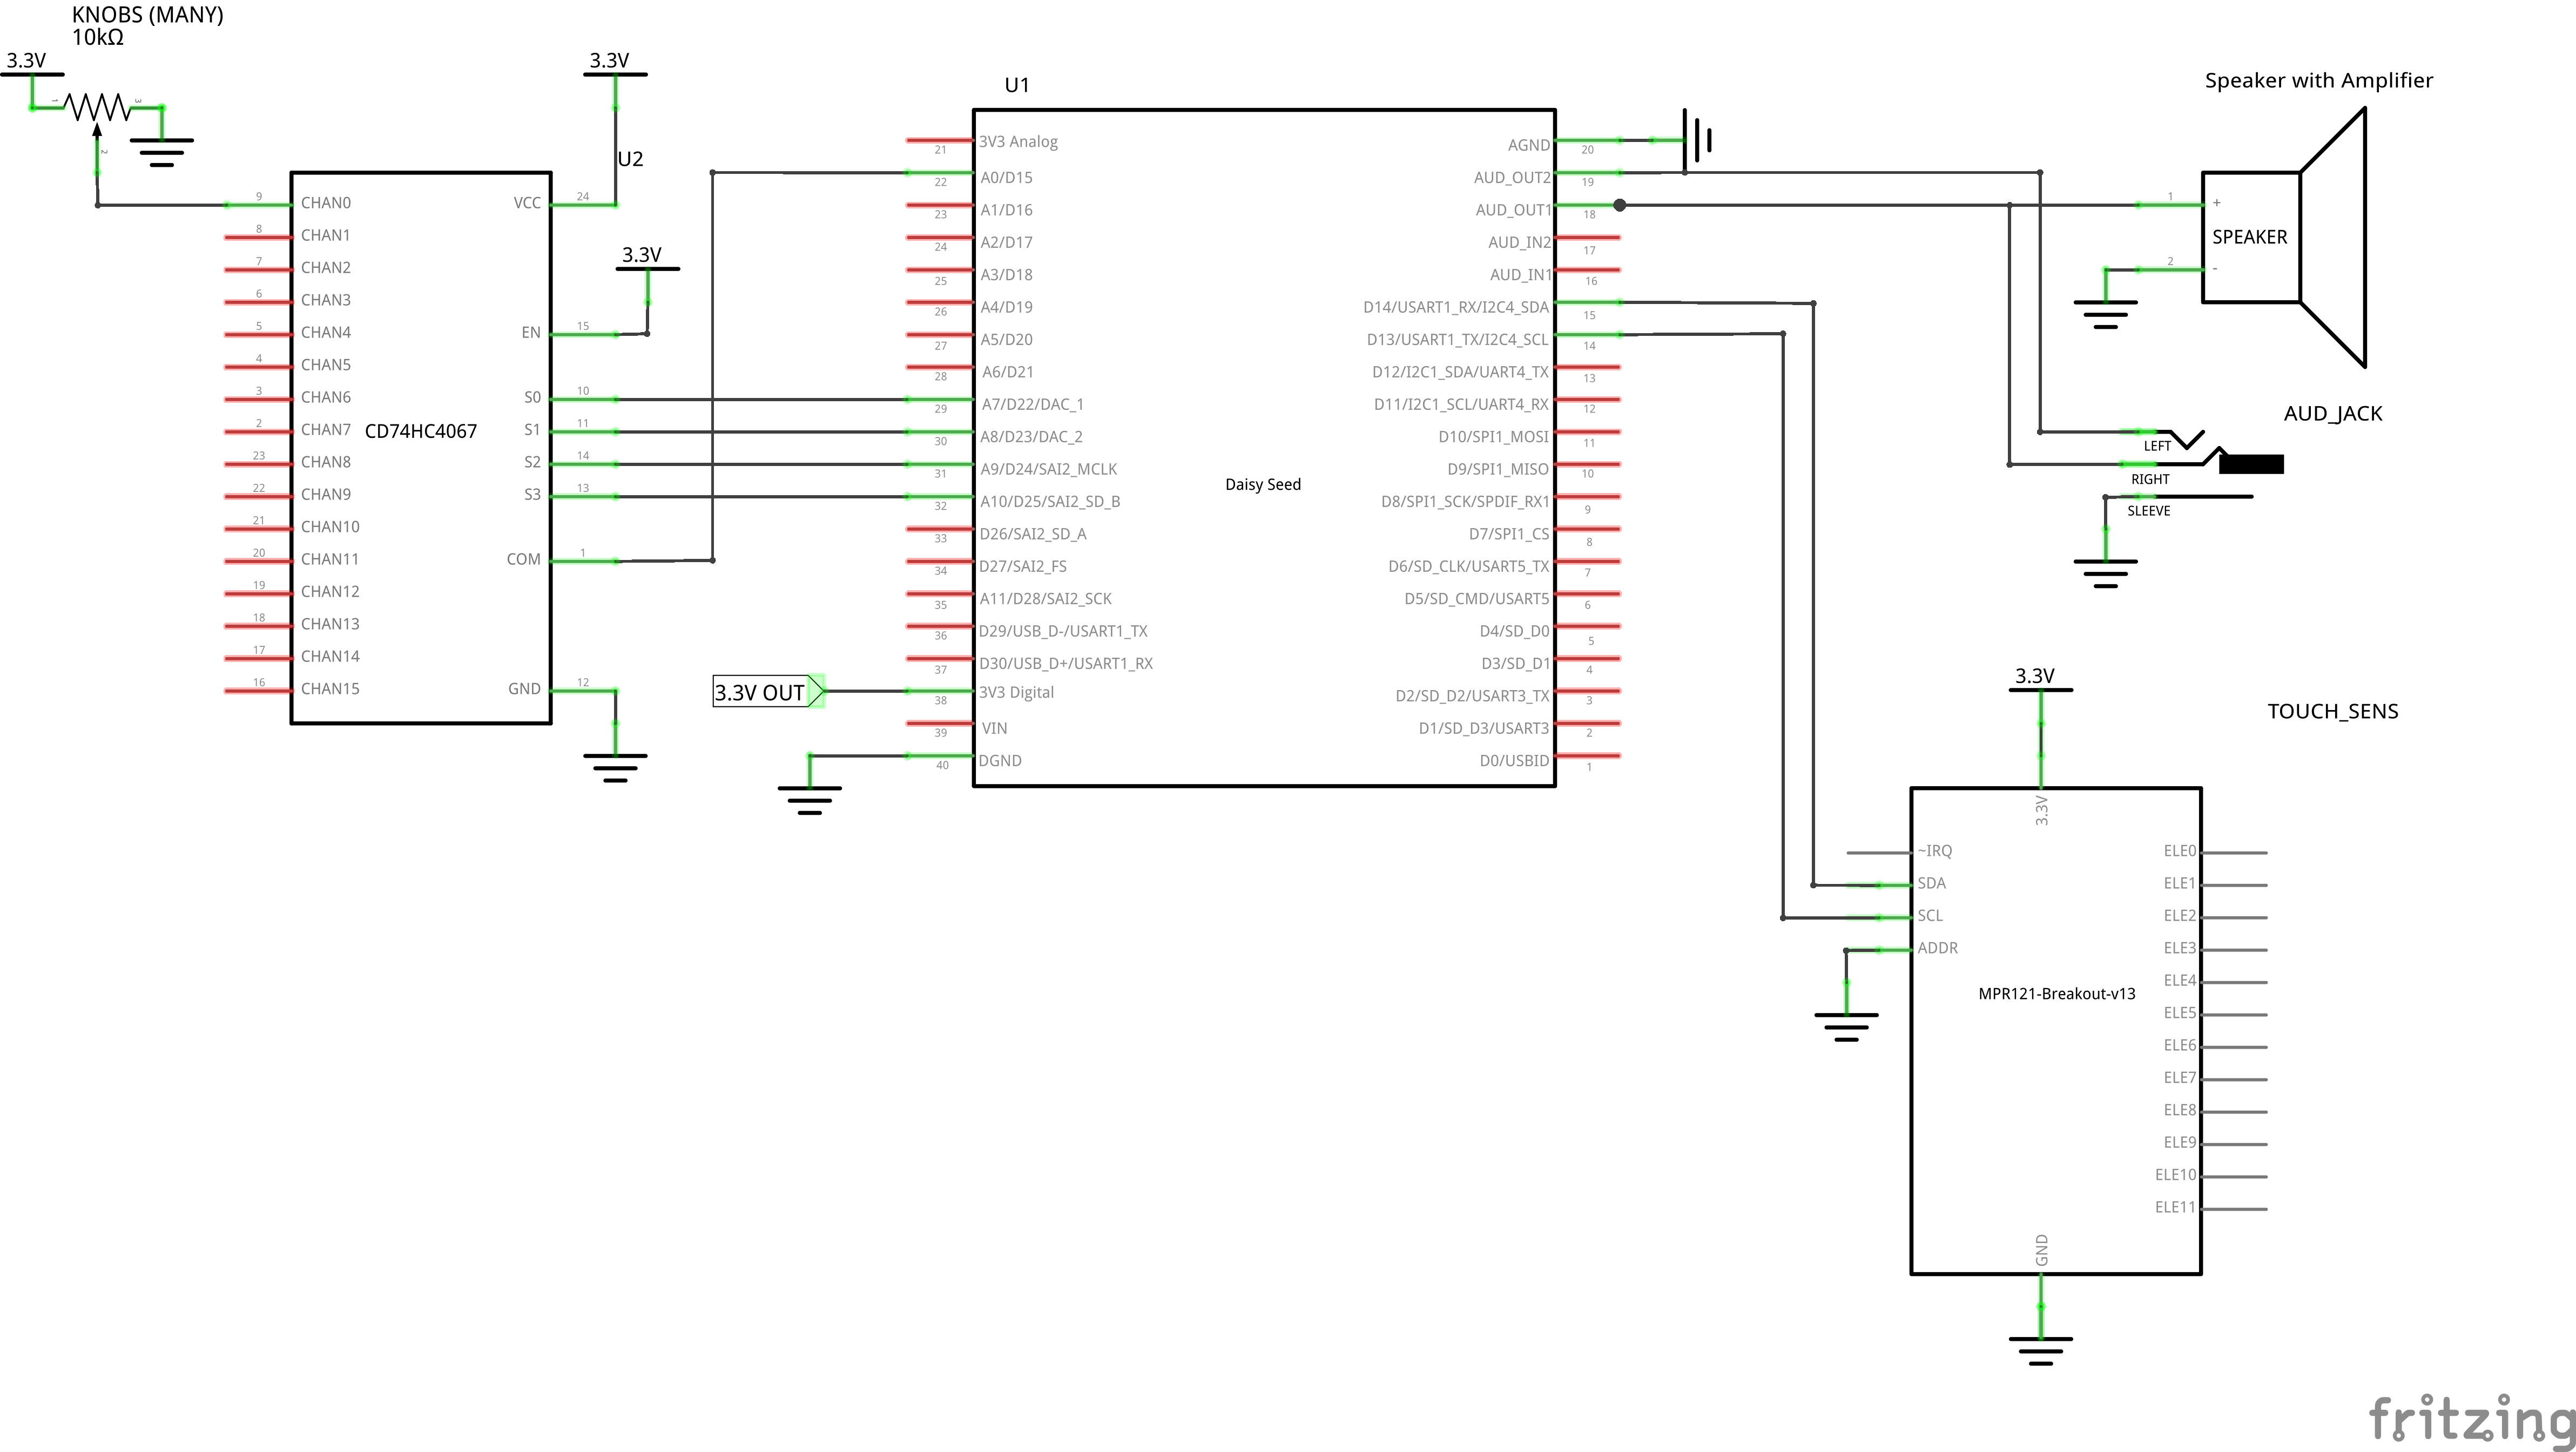 KNOBS (MANY)
10kΩ
3.3V
1
3
2
3.3V
U2
3.3V
CD74HC4067
9 CHAN0
8 CHAN1
7 CHAN2
6 CHAN3
5 CHAN4
4 CHAN5
3 CHAN6
2 CHAN7
23 CHAN8
22 CHAN9
21 CHAN10
20 CHAN11
19 CHAN12
18 CHAN13
17 CHAN14
16 CHAN15
VCC 24
EN 15
S0 10
S1 11
S2 14
S3 13
COM 1
GND 12
3.3V OUT
U1
Daisy Seed
21 3V3 Analog
22 A0/D15
23 A1/D16
24 A2/D17
25 A3/D18
26 A4/D19
27 A5/D20
28 A6/D21
29 A7/D22/DAC_1
30 A8/D23/DAC_2
31 A9/D24/SAI2_MCLK
32 A10/D25/SAI2_SD_B
33 D26/SAI2_SD_A
34 D27/SAI2_FS
35 A11/D28/SAI2_SCK
36 D29/USB_D-/USART1_TX
37 D30/USB_D+/USART1_RX
38 3V3 Digital
39 VIN
40 DGND
AGND 20
AUD_OUT2 19
AUD_OUT1 18
AUD_IN2 17
AUD_IN1 16
D14/USART1_RX/I2C4_SDA 15
D13/USART1_TX/I2C4_SCL 14
D12/I2C1_SDA/UART4_TX 13
D11/I2C1_SCL/UART4_RX 12
D10/SPI1_MOSI 11
D9/SPI1_MISO 10
D8/SPI1_SCK/SPDIF_RX1 9
D7/SPI1_CS 8
D6/SD_CLK/USART5_TX 7
D5/SD_CMD/USART5 6
D4/SD_D0 5
D3/SD_D1 4
D2/SD_D2/USART3_TX 3
D1/SD_D3/USART3 2
D0/USBID 1
Speaker with Amplifier
1 +
SPEAKER
2 -
AUD_JACK
LEFT
RIGHT
SLEEVE
3.3V
TOUCH_SENS
3.3V
~IRQ
SDA
SCL
ADDR
MPR121-Breakout-v13
ELE0
ELE1
ELE2
ELE3
ELE4
ELE5
ELE6
ELE7
ELE8
ELE9
ELE10
ELE11
GND
fritzing